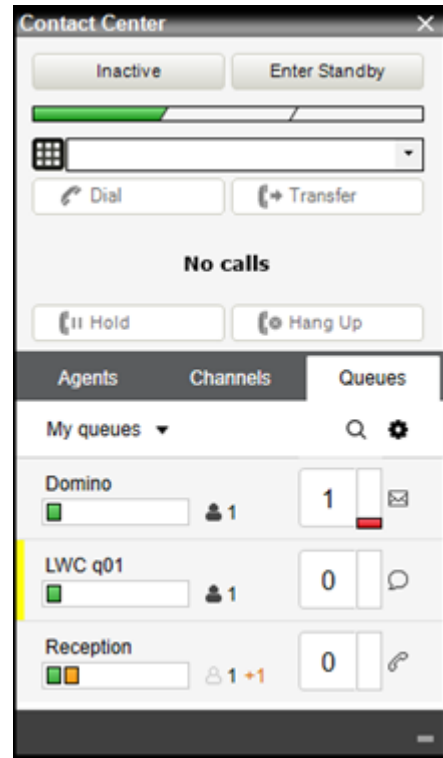 Contact Center
Inactive Enter Standby
Dial Transfer
No calls
Hold Hang Up
Agents Channels Queues
My queues
Domino
1 1
LWC q01
1 0
Reception
1 +1 0